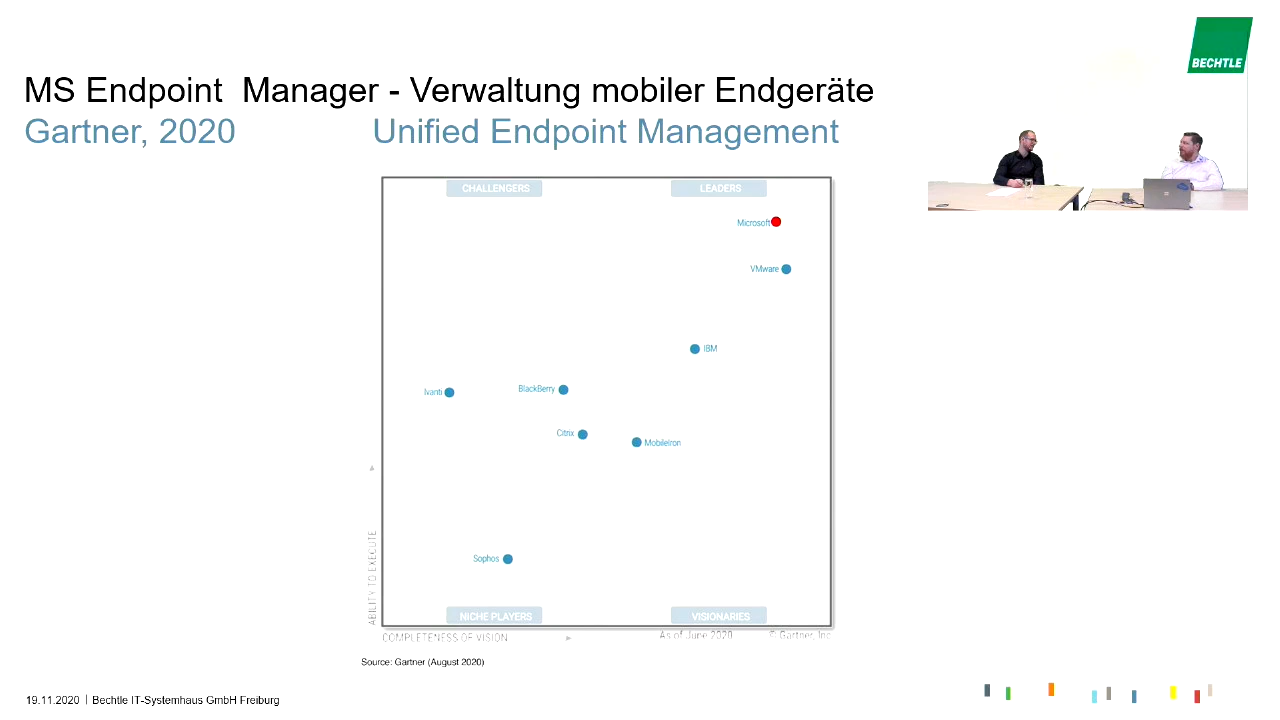 BECHTLE
MS Endpoint Manager - Verwaltung mobiler Endgeräte
Gartner, 2020 Unified Endpoint Management
CHALLENGERS LEADERS
Microsoft
VMware
IBM
Ivanti
BlackBerry
Citrix
MobileIron
Sophos
ABILITY TO EXECUTE
NICHE PLAYERS VISIONARIES
COMPLETENESS OF VISION
As of June 2020 © Gartner, Inc
Source: Gartner (August 2020)
19.11.2020 | Bechtle IT-Systemhaus GmbH Freiburg